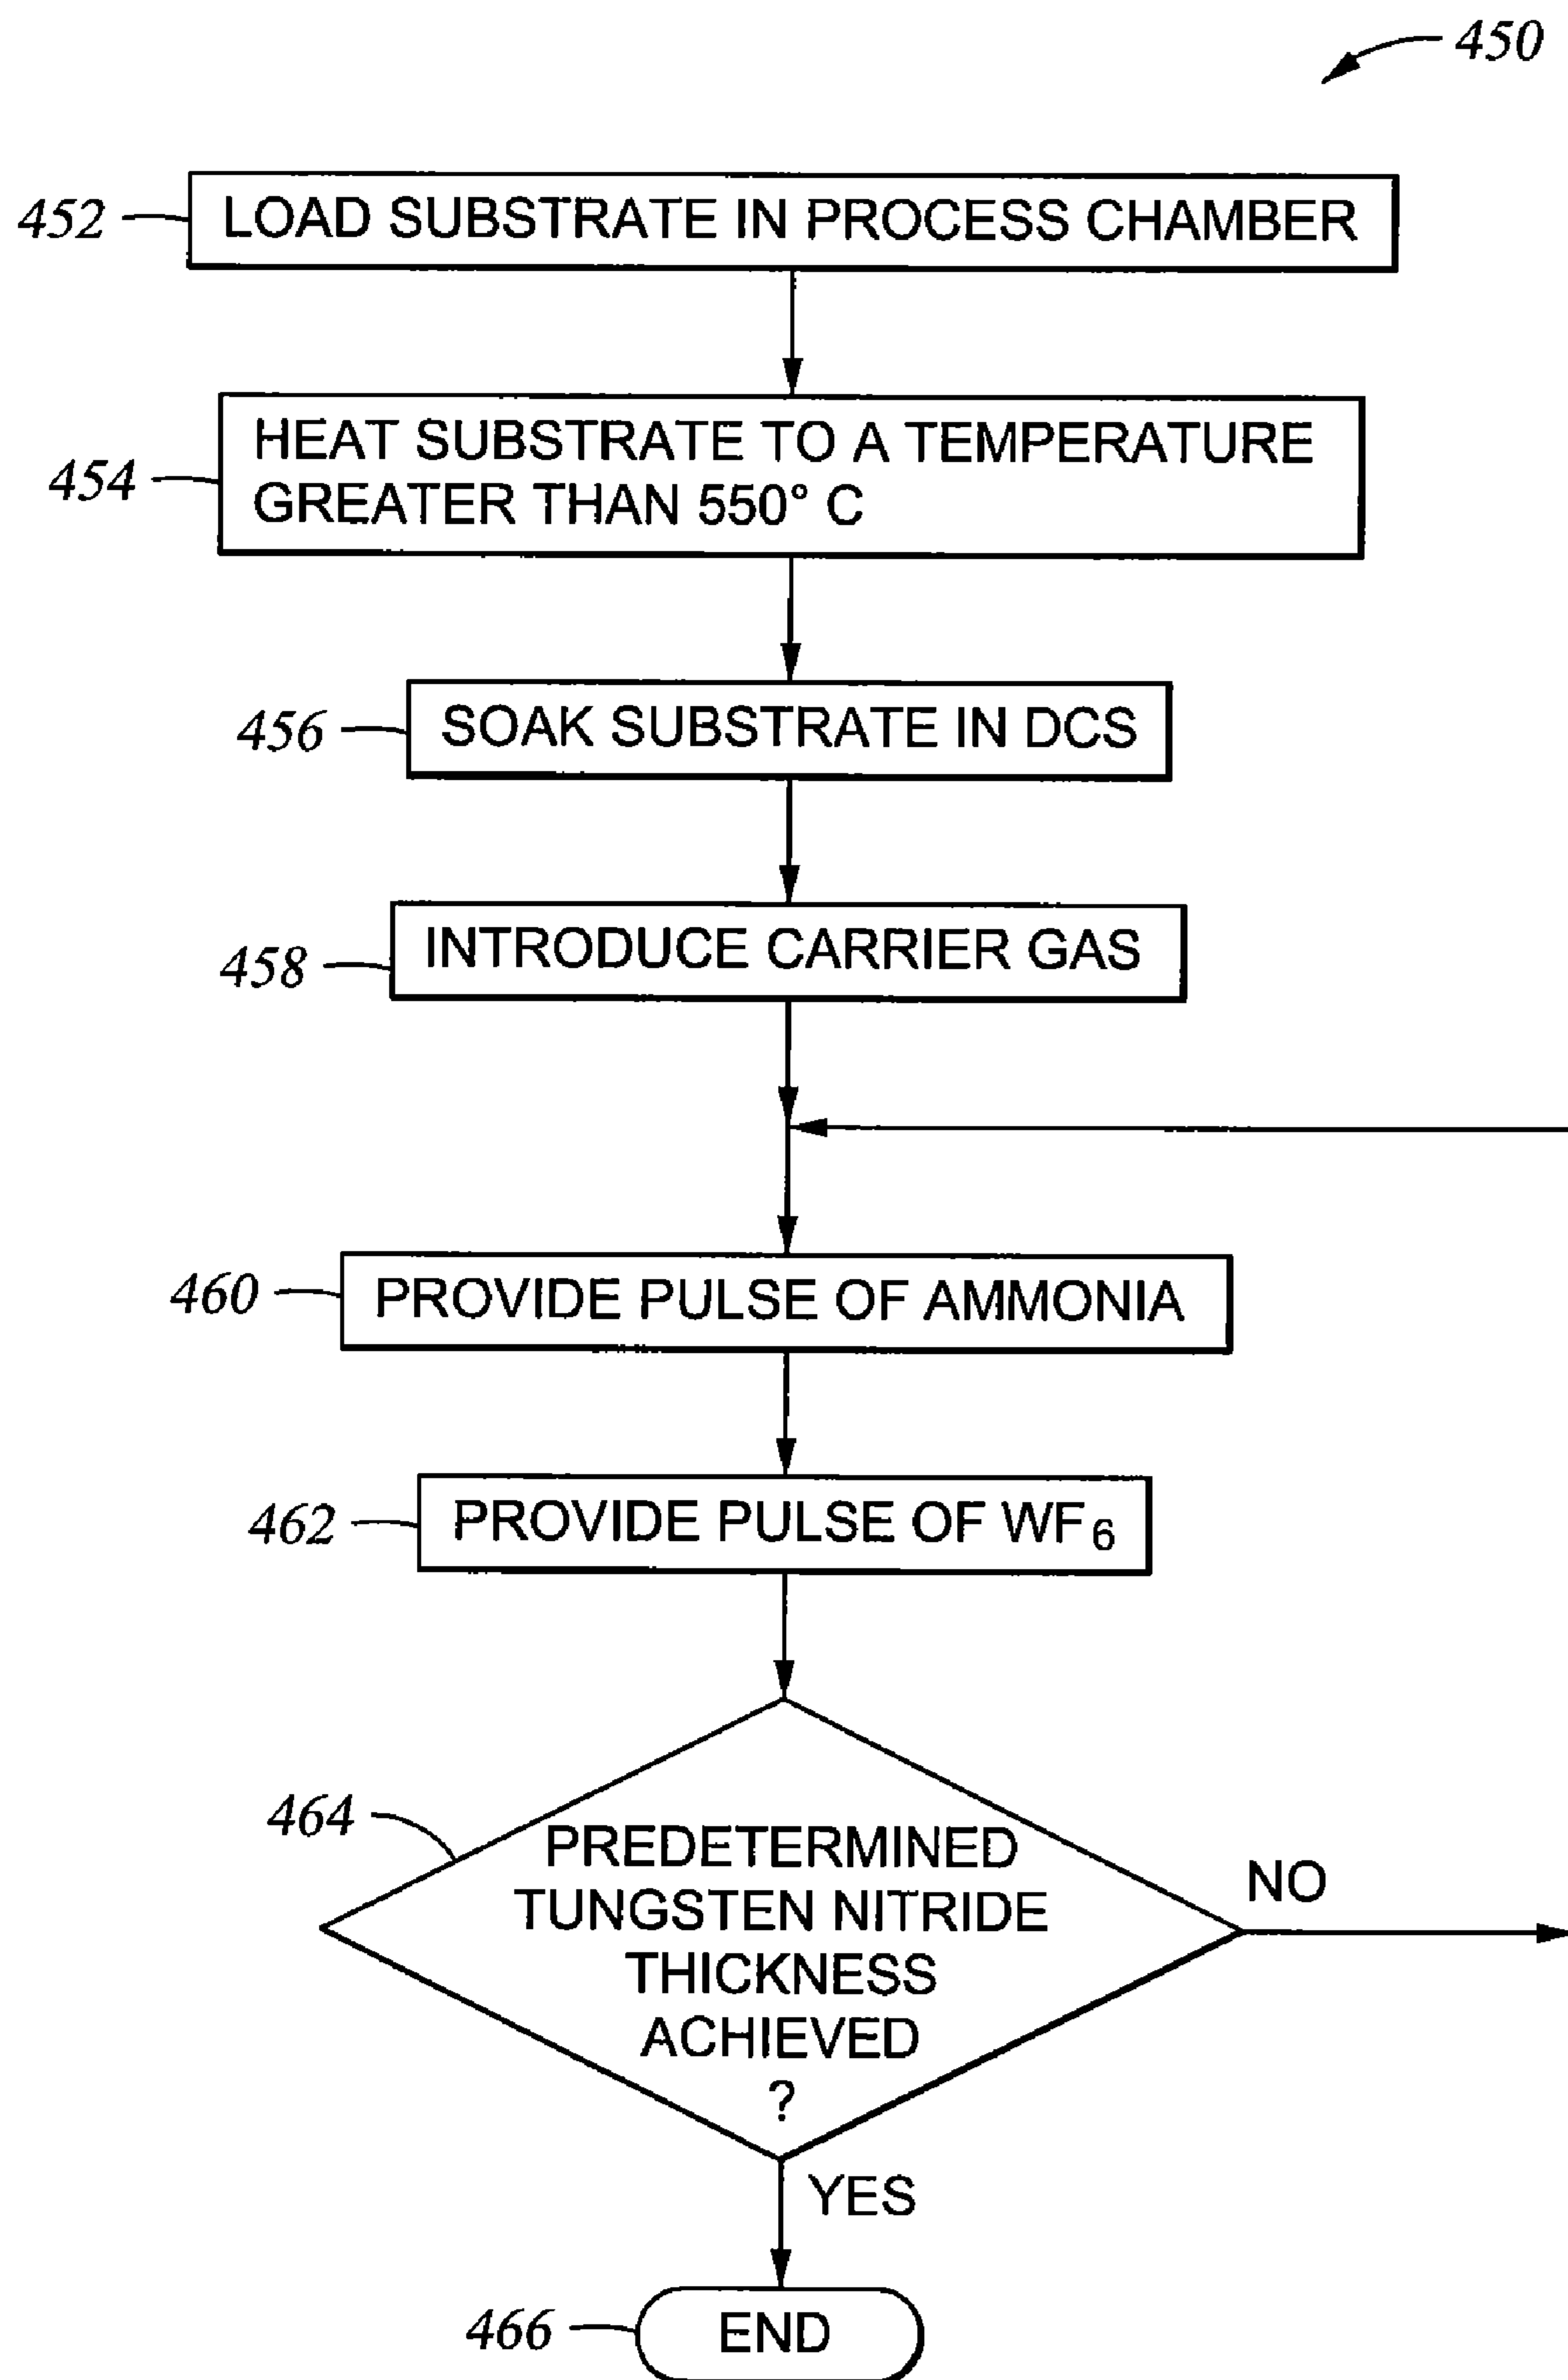 450
452
LOAD SUBSTRATE IN PROCESS CHAMBER
454
HEAT SUBSTRATE TO A TEMPERATURE
GREATER THAN 550° C
456
SOAK SUBSTRATE IN DCS
458
INTRODUCE CARRIER GAS
460
PROVIDE PULSE OF AMMONIA
462
PROVIDE PULSE OF WF₆
464
PREDETERMINED
TUNGSTEN NITRIDE
THICKNESS
ACHIEVED
?
NO
YES
466
END